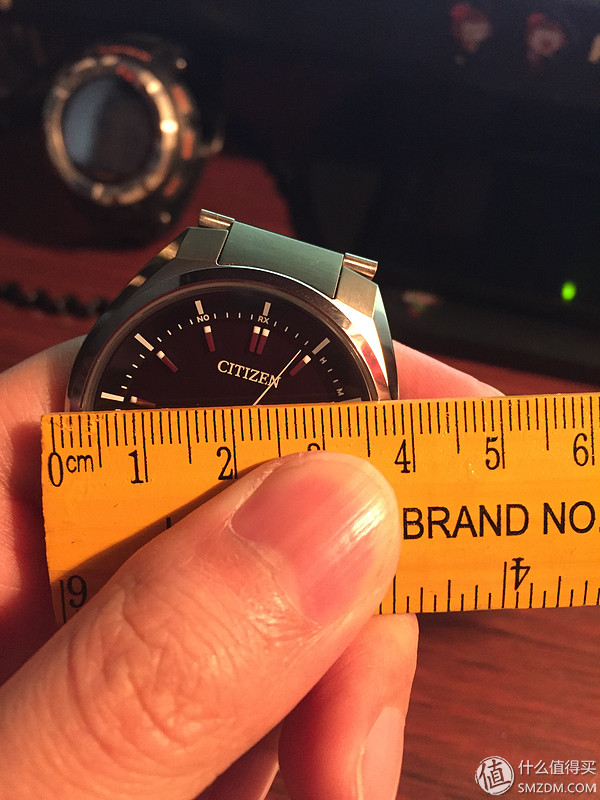 NO RX
CITIZEN
H
M
0cm 1 2 3 4 5 6
BRAND NO.
9 4
值 什么值得买
SMZDM.COM